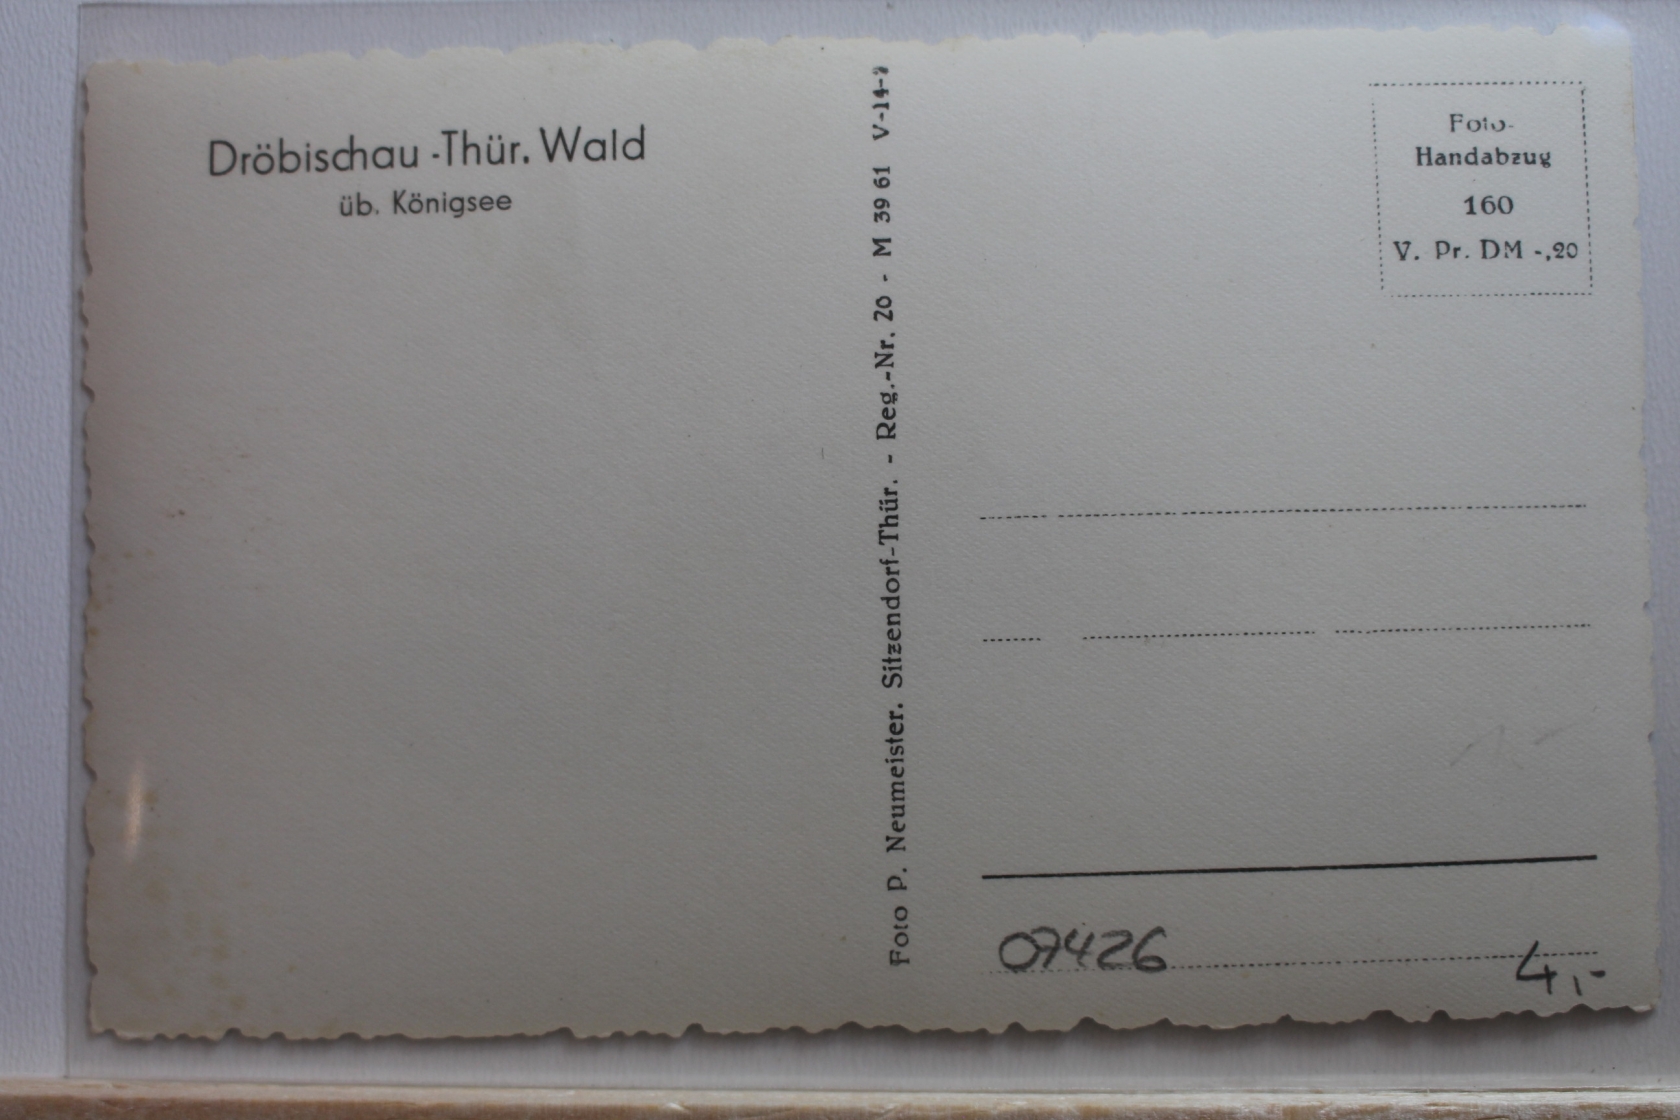 Dröbischau - Thür. Wald
üb. Königsee
Foto P. Neumeister. Sitzendorf-Thür. - Reg.-Nr. 20 - M 39 61 V-14-
Foto-
Handabzug
160
V. Pr. DM -,20
07426
4,-